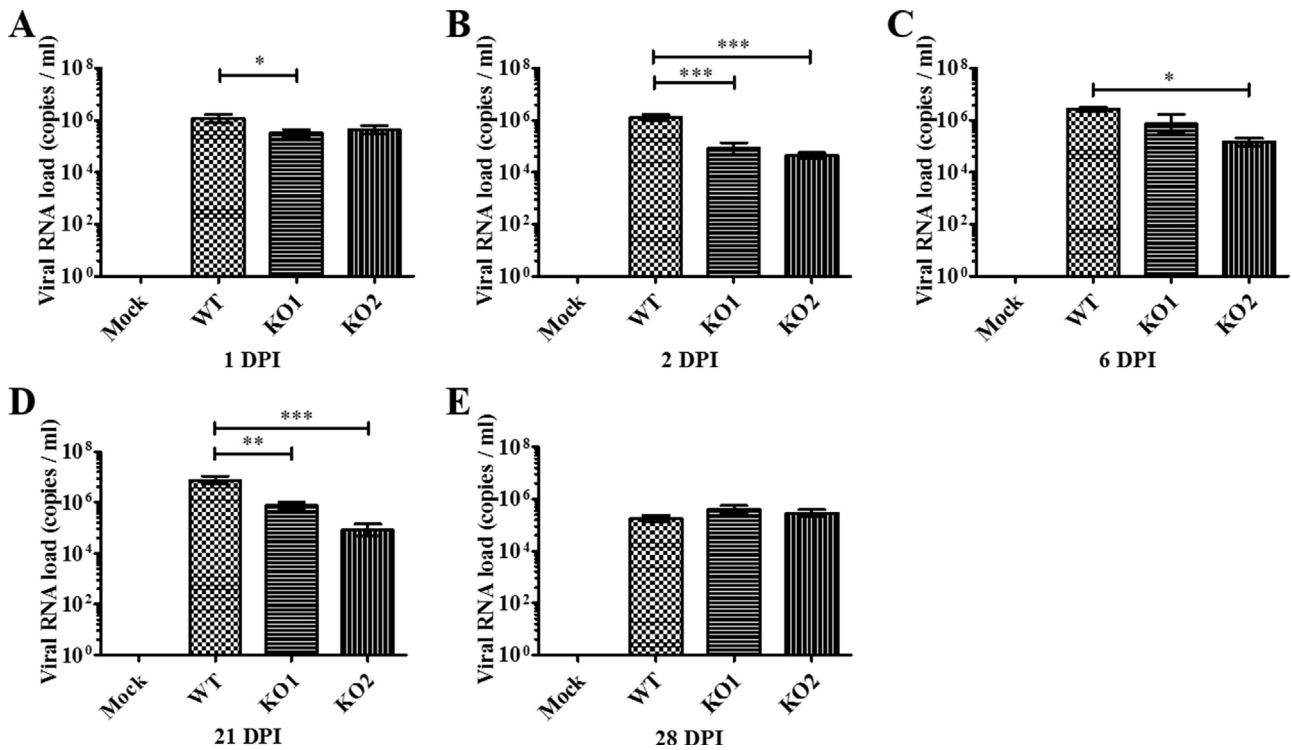 A
Viral RNA load (copies / ml)
10⁸
10⁶
10⁴
10²
10⁰
*
Mock
WT
KO1
KO2
1 DPI
B
Viral RNA load (copies / ml)
10⁸
10⁶
10⁴
10²
10⁰
***
***
Mock
WT
KO1
KO2
2 DPI
C
Viral RNA load (copies / ml)
10⁸
10⁶
10⁴
10²
10⁰
*
Mock
WT
KO1
KO2
6 DPI
D
Viral RNA load (copies / ml)
10⁸
10⁶
10⁴
10²
10⁰
***
**
Mock
WT
KO1
KO2
21 DPI
E
Viral RNA load (copies / ml)
10⁸
10⁶
10⁴
10²
10⁰
Mock
WT
KO1
KO2
28 DPI